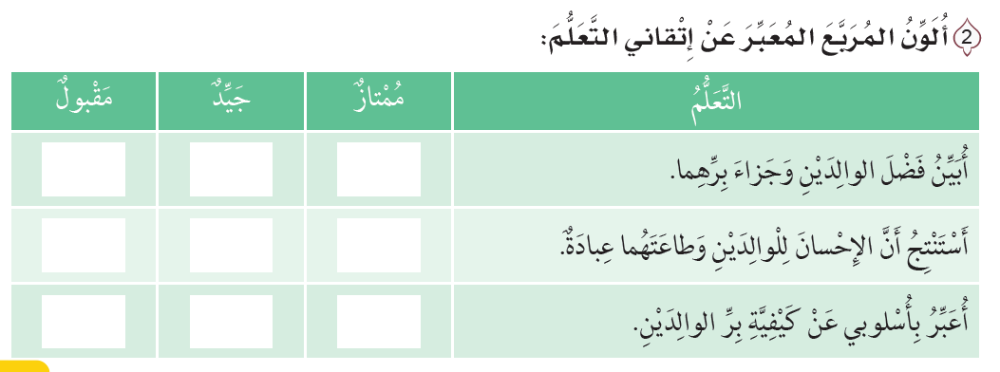 2 أُلَوِّنُ المُرَبَّعَ المُعَبِّرَ عَنْ إِتْقاني التَّعَلُّمَ:
التَّعَلُّمُ مُمْتازٌ جَيِّدٌ مَقْبولٌ
أُبَيِّنُ فَضْلَ الوالِدَيْنِ وَجَزاءَ بِرِّهِما.
أَسْتَنْتِجُ أَنَّ الإِحْسانَ لِلْوالِدَيْنِ وَطاعَتَهُما عِبادَةٌ.
أُعَبِّرُ بِأُسْلوبي عَنْ كَيْفِيَّةِ بِرِّ الوالِدَيْنِ.